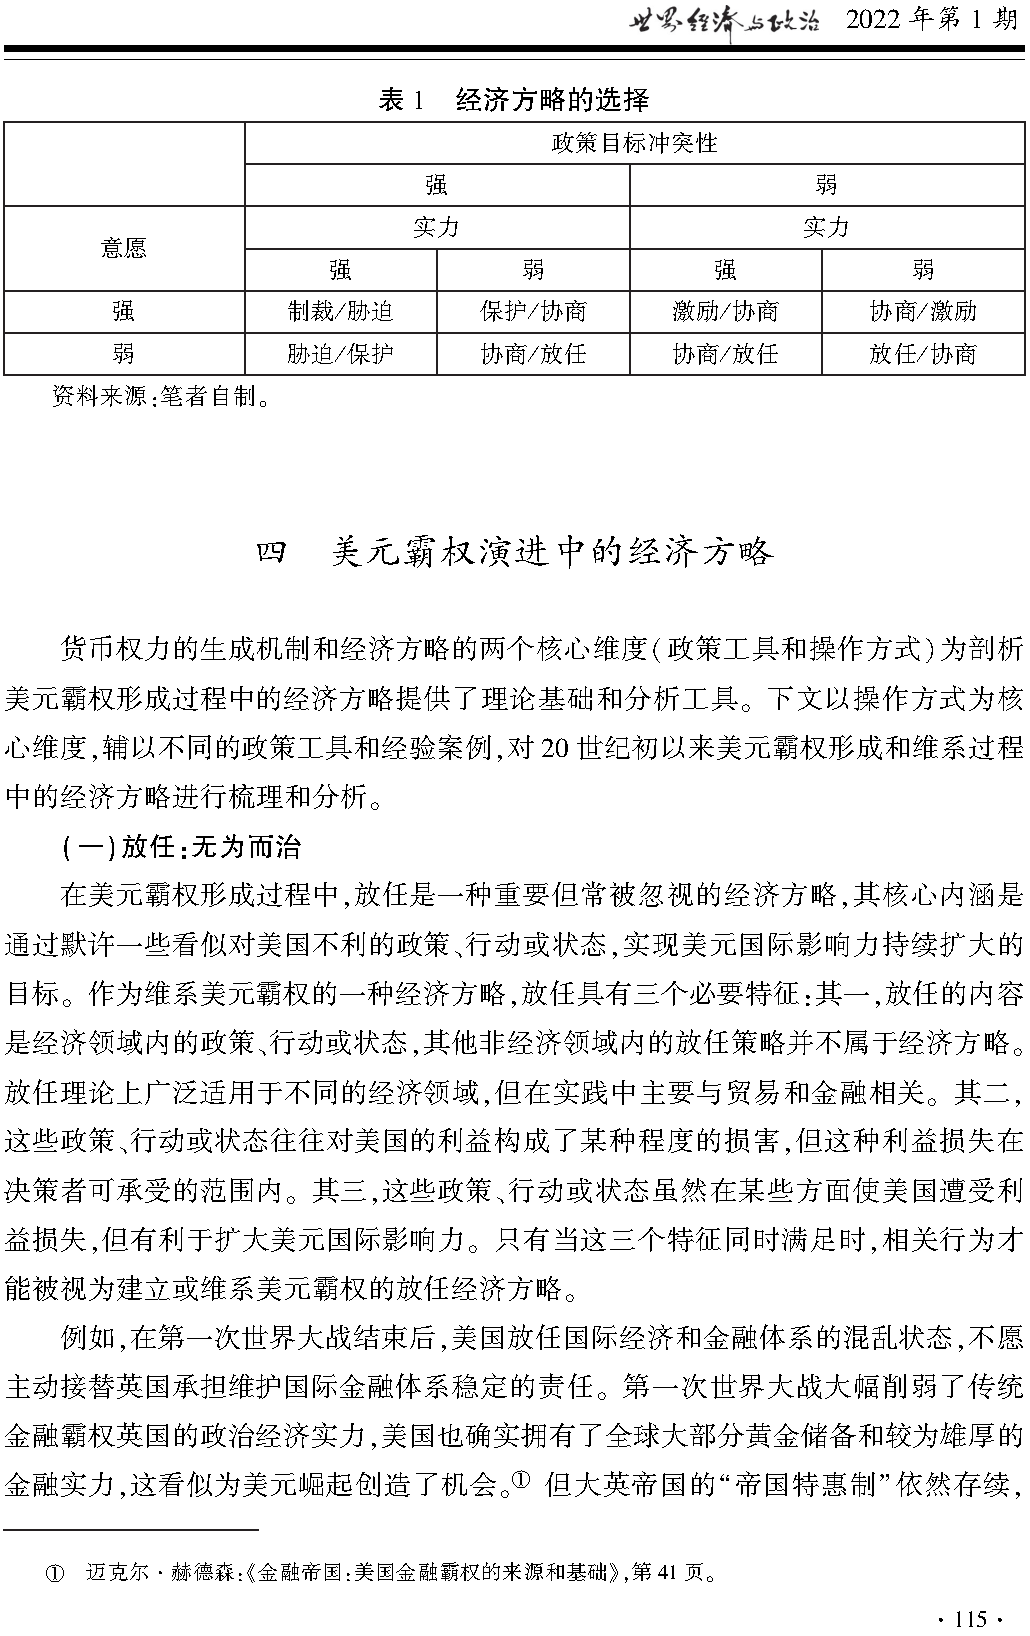 世界经济与政治 2022 年第 1 期
表 1 经济方略的选择
政策目标冲突性
强 弱
意愿 实力 实力
强 弱 强 弱
强 制裁/胁迫 保护/协商 激励/协商 协商/激励
弱 胁迫/保护 协商/放任 协商/放任 放任/协商
资料来源:笔者自制。
四 美元霸权演进中的经济方略
货币权力的生成机制和经济方略的两个核心维度(政策工具和操作方式)为剖析
美元霸权形成过程中的经济方略提供了理论基础和分析工具。下文以操作方式为核
心维度,辅以不同的政策工具和经验案例,对 20 世纪初以来美元霸权形成和维系过程
中的经济方略进行梳理和分析。
(一)放任:无为而治
在美元霸权形成过程中,放任是一种重要但常被忽视的经济方略,其核心内涵是
通过默许一些看似对美国不利的政策、行动或状态,实现美元国际影响力持续扩大的
目标。作为维系美元霸权的一种经济方略,放任具有三个必要特征:其一,放任的内容
是经济领域内的政策、行动或状态,其他非经济领域内的放任策略并不属于经济方略。
放任理论上广泛适用于不同的经济领域,但在实践中主要与贸易和金融相关。其二,
这些政策、行动或状态往往对美国的利益构成了某种程度的损害,但这种利益损失在
决策者可承受的范围内。其三,这些政策、行动或状态虽然在某些方面使美国遭受利
益损失,但有利于扩大美元国际影响力。只有当这三个特征同时满足时,相关行为才
能被视为建立或维系美元霸权的放任经济方略。
例如,在第一次世界大战结束后,美国放任国际经济和金融体系的混乱状态,不愿
主动接替英国承担维护国际金融体系稳定的责任。第一次世界大战大幅削弱了传统
金融霸权英国的政治经济实力,美国也确实拥有了全球大部分黄金储备和较为雄厚的
金融实力,这看似为美元崛起创造了机会。① 但大英帝国的“帝国特惠制”依然存续,
① 迈克尔·赫德森:《金融帝国:美国金融霸权的来源和基础》,第 41 页。
· 115 ·